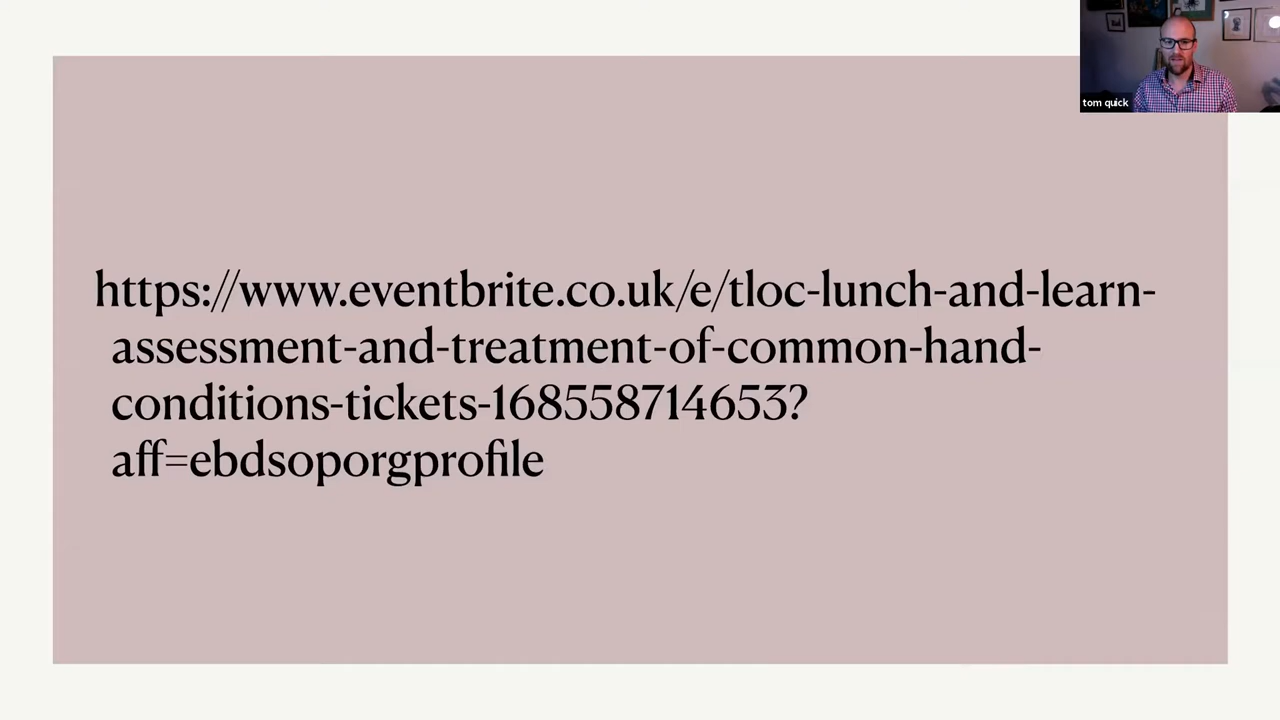 https://www.eventbrite.co.uk/e/tloc-lunch-and-learn-
assessment-and-treatment-of-common-hand-
conditions-tickets-168558714653?
aff=ebdsoporgprofile
tom quick